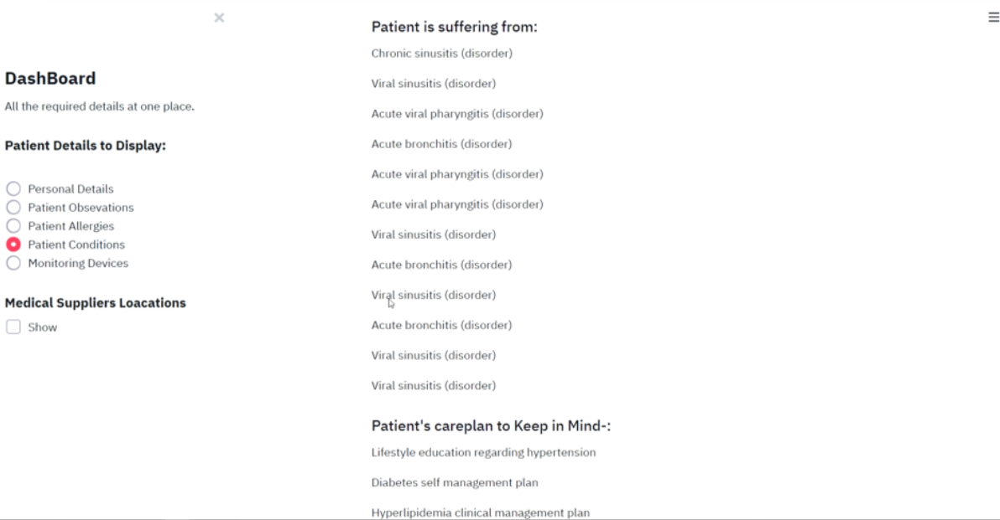 DashBoard
All the required details at one place.
Patient Details to Display:
Personal Details
Patient Obsevations
Patient Allergies
Patient Conditions
Monitoring Devices
Medical Suppliers Loacations
Show
Patient is suffering from:
Chronic sinusitis (disorder)
Viral sinusitis (disorder)
Acute viral pharyngitis (disorder)
Acute bronchitis (disorder)
Acute viral pharyngitis (disorder)
Acute viral pharyngitis (disorder)
Viral sinusitis (disorder)
Acute bronchitis (disorder)
Viral sinusitis (disorder)
Acute bronchitis (disorder)
Viral sinusitis (disorder)
Viral sinusitis (disorder)
Patient's careplan to Keep in Mind-:
Lifestyle education regarding hypertension
Diabetes self management plan
Hyperlipidemia clinical management plan